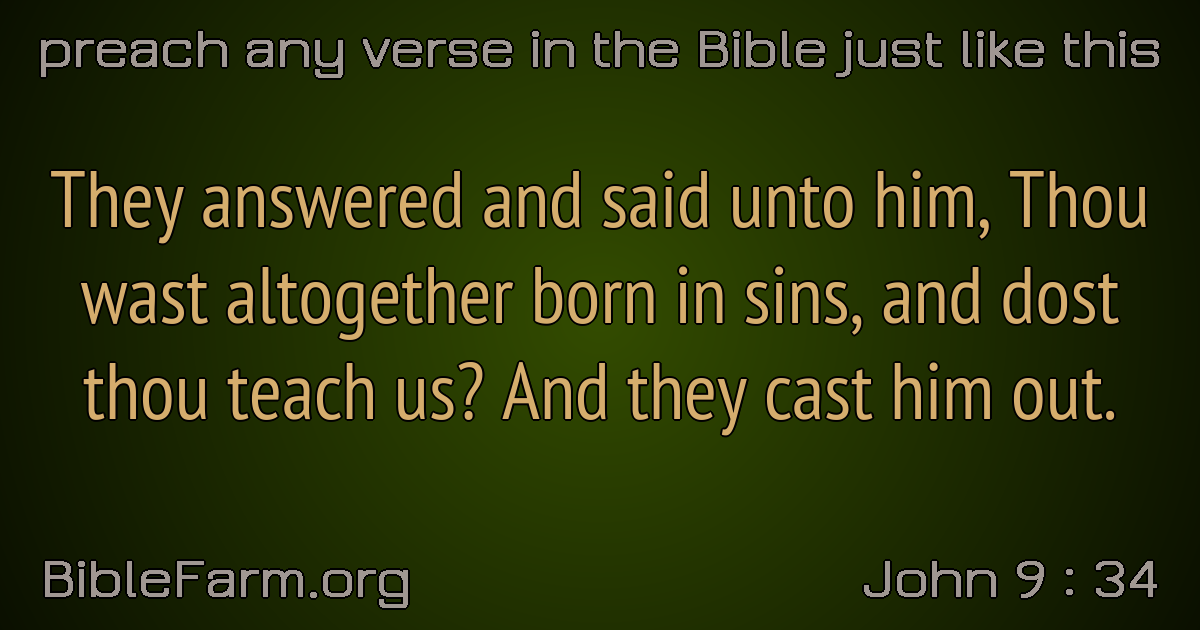 preach any verse in the Bible just like this
They answered and said unto him, Thou
wast altogether born in sins, and dost
thou teach us? And they cast him out.
BibleFarm.org
John 9 : 34